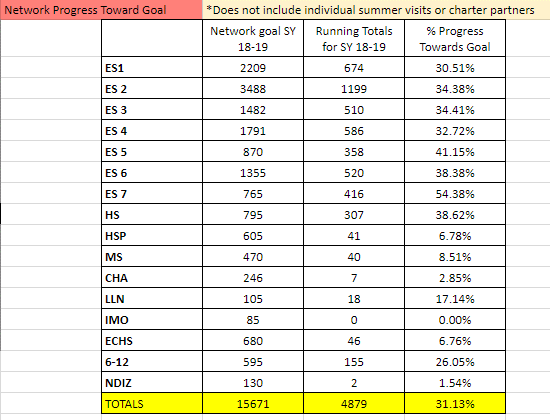 Network Progress Toward Goal *Does not include individual summer visits or charter partners
Network goal SY 18-19 Running Totals for SY 18-19 % Progress Towards Goal
ES1 2209 674 30.51%
ES 2 3488 1199 34.38%
ES 3 1482 510 34.41%
ES 4 1791 586 32.72%
ES 5 870 358 41.15%
ES 6 1355 520 38.38%
ES 7 765 416 54.38%
HS 795 307 38.62%
HSP 605 41 6.78%
MS 470 40 8.51%
CHA 246 7 2.85%
LLN 105 18 17.14%
IMO 85 0 0.00%
ECHS 680 46 6.76%
6-12 595 155 26.05%
NDIZ 130 2 1.54%
TOTALS 15671 4879 31.13%